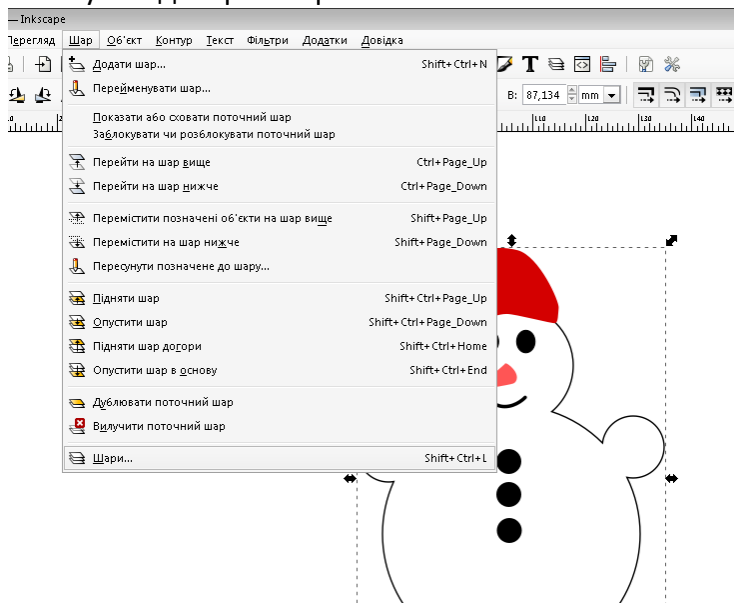 — Inkscape
Перегляд Шар Об'єкт Контур Текст Фільтри Додатки Довідка
Додати шар... Shift+Ctrl+N
В: 87,134 mm
Перейменувати шар...
Показати або сховати поточний шар
Заблокувати чи розблокувати поточний шар
110 120 130 140
Перейти на шар вище Ctrl+Page_Up
Перейти на шар нижче Ctrl+Page_Down
Перемістити позначені об'єкти на шар вище Shift+Page_Up
Перемістити на шар нижче Shift+Page_Down
Пересунути позначене до шару...
Підняти шар Shift+Ctrl+Page_Up
Опустити шар Shift+Ctrl+Page_Down
Підняти шар догори Shift+Ctrl+Home
Опустити шар в основу Shift+Ctrl+End
Дублювати поточний шар
Вилучити поточний шар
Шари... Shift+Ctrl+L